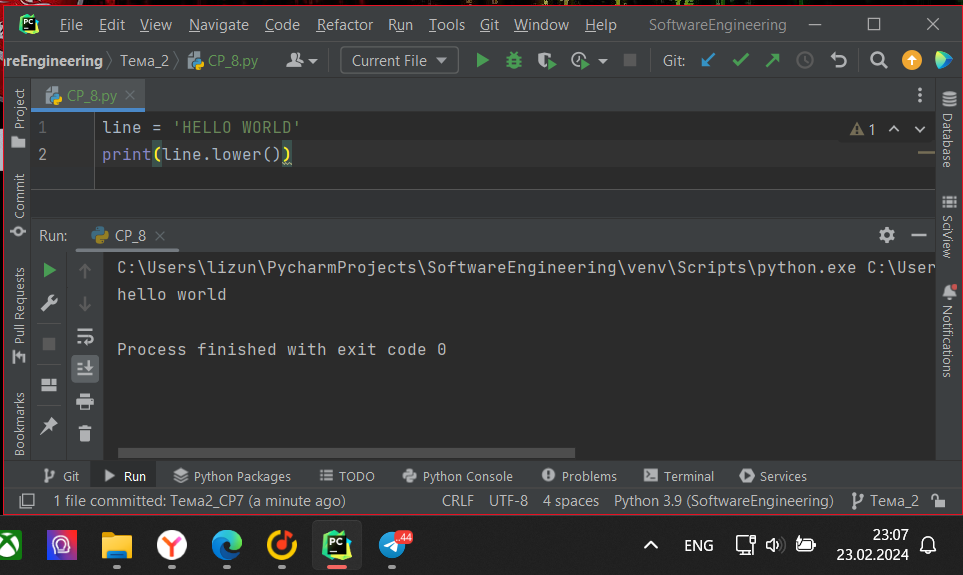 PC File Edit View Navigate Code Refactor Run Tools Git Window Help SoftwareEngineering
reEngineering Тема_2 CP_8.py Current File Git:
Project
CP_8.py
1 line = 'HELLO WORLD' 1
2 print(line.lower())
Database
Commit
SciView
Run: CP_8
C:\Users\lizun\PycharmProjects\SoftwareEngineering\venv\Scripts\python.exe C:\User
hello world
Pull Requests
Notifications
Process finished with exit code 0
Bookmarks
Git Run Python Packages TODO Python Console Problems Terminal Services
1 file committed: Тема2_CP7 (a minute ago) CRLF UTF-8 4 spaces Python 3.9 (SoftwareEngineering) Тема_2
PC 44 ENG 23:07
23.02.2024